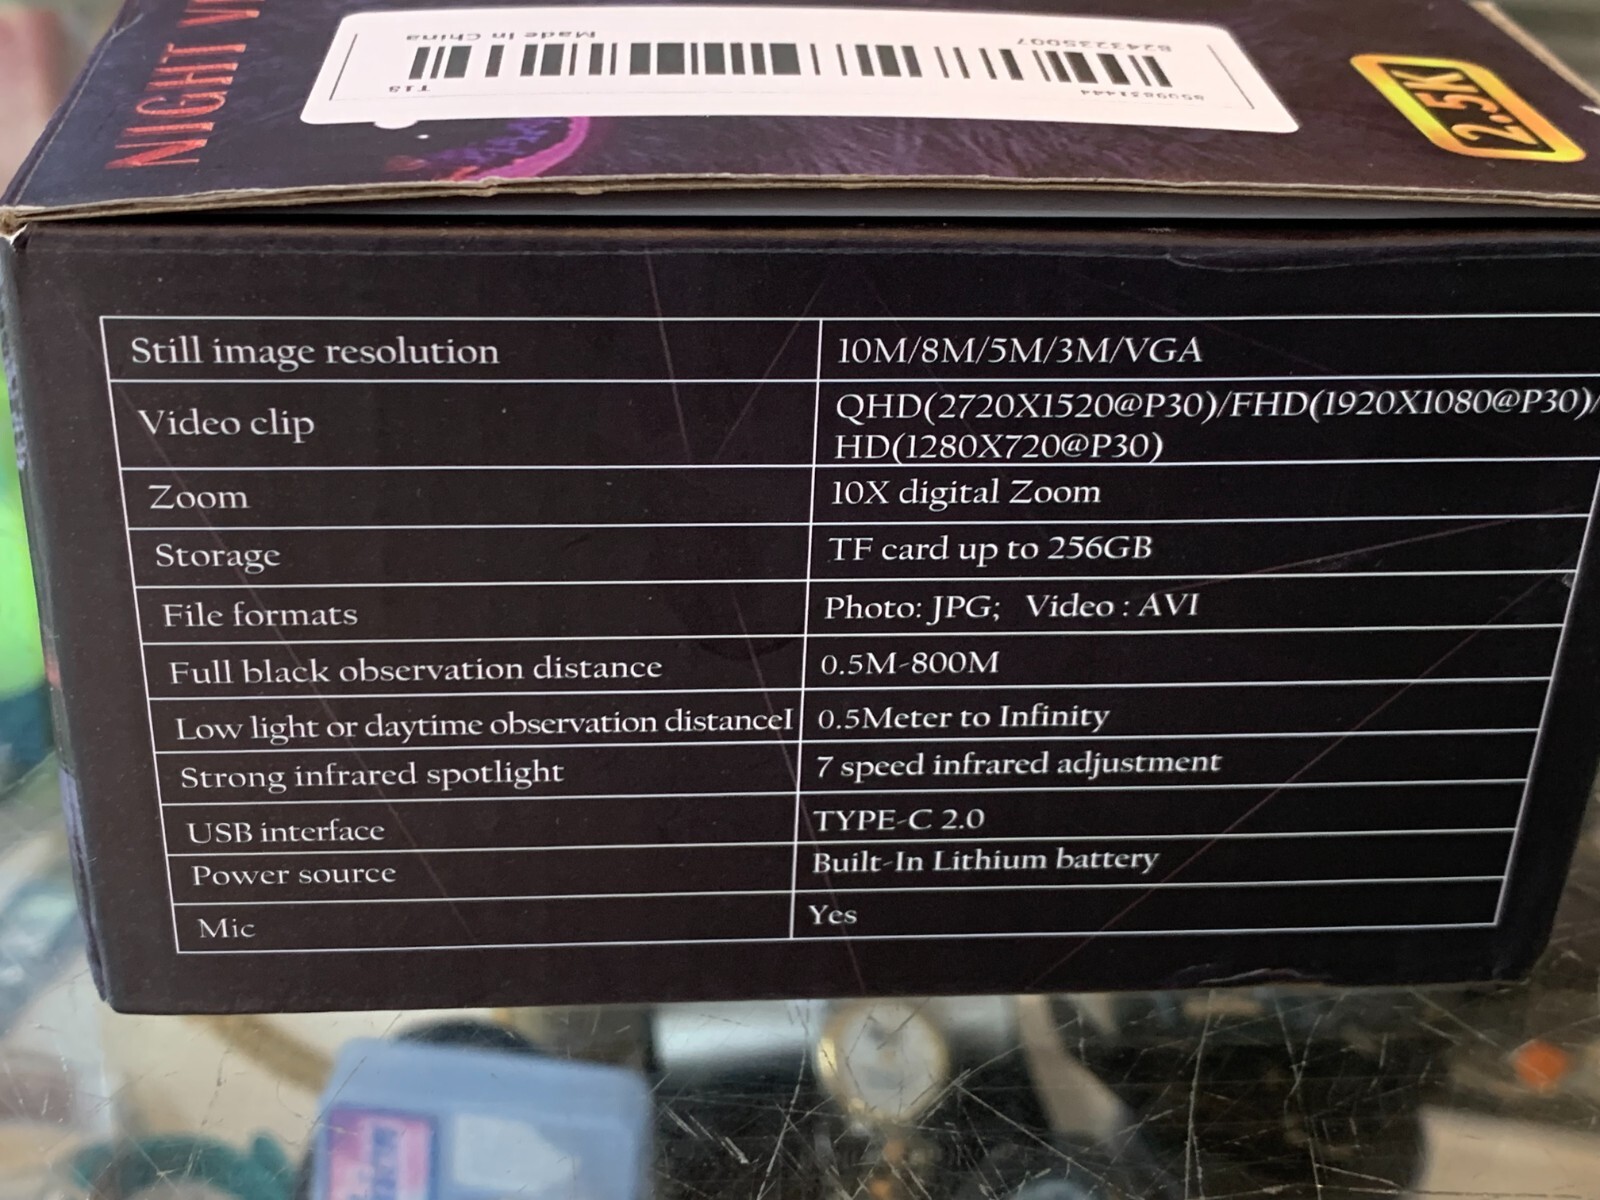 NIGHT
Made In China
8243235007
T13
2.5K
Still image resolution
10M/8M/5M/3M/VGA
Video clip
QHD(2720X1520@P30)/FHD(1920X1080@P30)/
HD(1280X720@P30)
Zoom
10X digital Zoom
Storage
TF card up to 256GB
File formats
Photo: JPG; Video : AVI
Full black observation distance
0.5M-800M
Low light or daytime observation distanceI
0.5Meter to Infinity
Strong infrared spotlight
7 speed infrared adjustment
USB interface
TYPE-C 2.0
Power source
Built-In Lithium battery
Mic
Yes